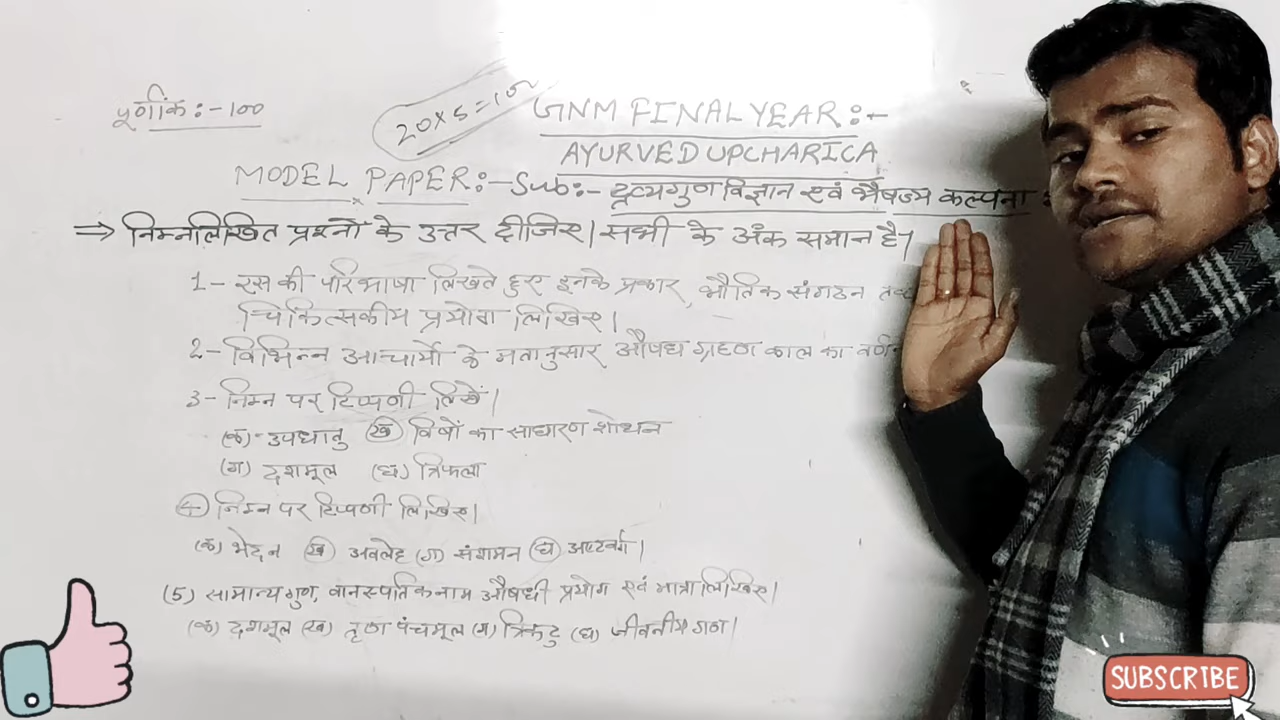 पूर्णांक:-100
20x5=100
GNM FINAL YEAR:-
AYURVED UPCHARICA
MODEL PAPER:-Sub:- द्रव्यगुण विज्ञान एवं भैषज्य कल्पना
⇒ निम्नलिखित प्रश्नों के उत्तर दीजिए। सभी के अंक समान है।
1- रस की परिभाषा लिखते हुए इनके प्रकार, भौतिक संगठन
चिकित्सकीय प्रयोग लिखिए।
2- विभिन्न आचार्यो के मतानुसार औषध ग्रहण काल का
3- निम्न पर टिप्पणी लिखें।
(क)- उपधातु (ख) विषों का साधारण शोधन
(ग) दशमूल (घ) त्रिफला
(4) निम्न पर टिप्पणी लिखिए।
(क) भेदन (ख) अवलेह (ग) संशमन (घ) अष्टवर्ग।
(5) सामान्य गुण, वानस्पतिक नाम औषधी प्रयोग एवं मात्रा लिखिए।
(क) दशमूल (ख) तृण पंचमूल (ग) त्रिकटु (घ) जीवनीय गण।
SUBSCRIBE